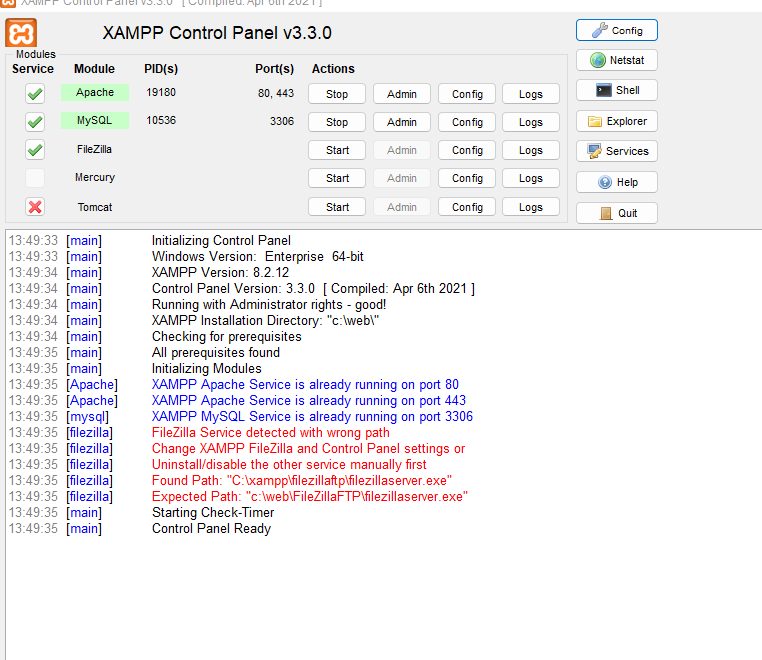 XAMPP Control Panel v3.3.0 [ Compiled: Apr 6th 2021 ]
XAMPP Control Panel v3.3.0
Config
Modules
Service Module PID(s) Port(s) Actions
Netstat
Apache 19180 80, 443 Stop Admin Config Logs
Shell
MySQL 10536 3306 Stop Admin Config Logs
Explorer
FileZilla Start Admin Config Logs
Services
Mercury Start Admin Config Logs
Help
Tomcat Start Admin Config Logs
Quit
13:49:33 [main] Initializing Control Panel
13:49:33 [main] Windows Version: Enterprise 64-bit
13:49:34 [main] XAMPP Version: 8.2.12
13:49:34 [main] Control Panel Version: 3.3.0 [ Compiled: Apr 6th 2021 ]
13:49:34 [main] Running with Administrator rights - good!
13:49:34 [main] XAMPP Installation Directory: "c:\web\"
13:49:34 [main] Checking for prerequisites
13:49:35 [main] All prerequisites found
13:49:35 [main] Initializing Modules
13:49:35 [Apache] XAMPP Apache Service is already running on port 80
13:49:35 [Apache] XAMPP Apache Service is already running on port 443
13:49:35 [mysql] XAMPP MySQL Service is already running on port 3306
13:49:35 [filezilla] FileZilla Service detected with wrong path
13:49:35 [filezilla] Change XAMPP FileZilla and Control Panel settings or
13:49:35 [filezilla] Uninstall/disable the other service manually first
13:49:35 [filezilla] Found Path: "C:\xampp\filezillaftp\filezillaserver.exe"
13:49:35 [filezilla] Expected Path: "c:\web\FileZillaFTP\filezillaserver.exe"
13:49:35 [main] Starting Check-Timer
13:49:35 [main] Control Panel Ready